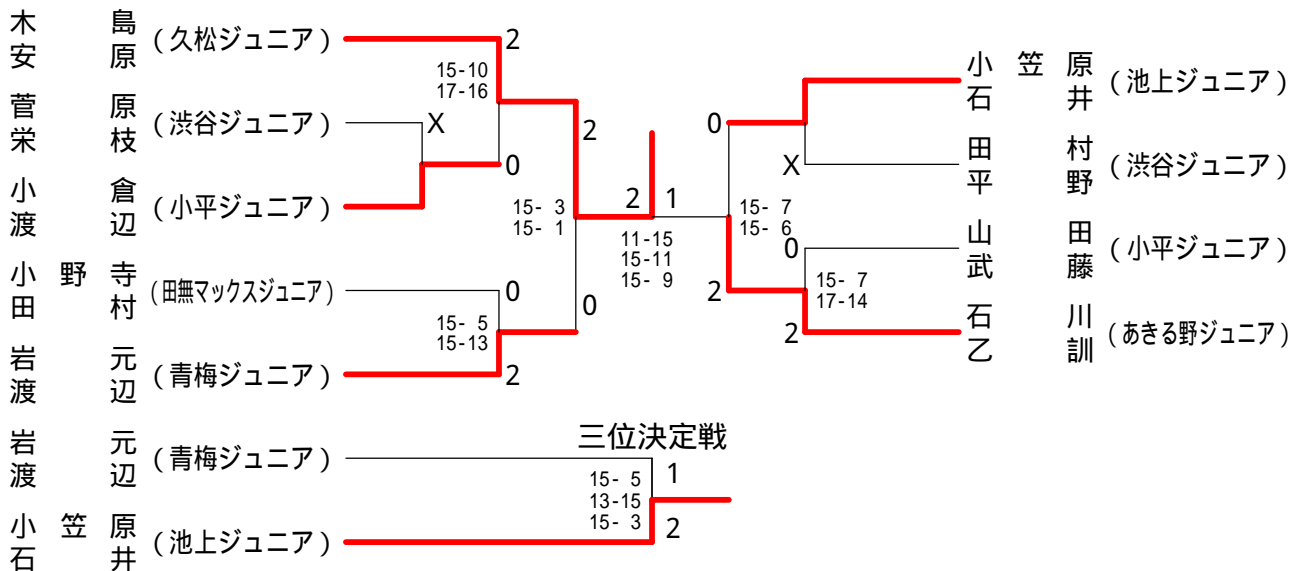 木島
安原
(久松ジュニア)
2
15-10
17-16
菅原
栄枝
(渋谷ジュニア)
X
0
小倉
渡辺
(小平ジュニア)
2
15- 3
15- 1
小野寺
田村
(田無マックスジュニア)
0
15- 5
15-13
0
岩元
渡辺
(青梅ジュニア)
2
2 1
11-15
15-11
15- 9
小笠原
石井
(池上ジュニア)
0
田村
平野
(渋谷ジュニア)
X
15- 7
15- 6
山田
武藤
(小平ジュニア)
0
15- 7
17-14
2
石川
乙訓
(あきる野ジュニア)
2
三位決定戦
岩元
渡辺
(青梅ジュニア)
1
15- 5
13-15
15- 3
小笠原
石井
(池上ジュニア)
2